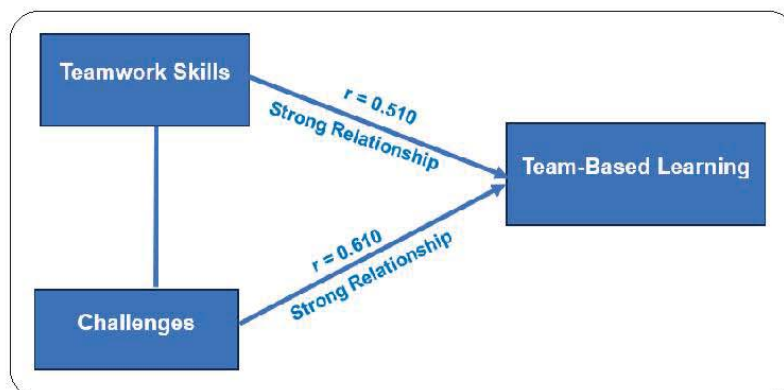 Teamwork Skills
r = 0.510
Strong Relationship
Team-Based Learning
r = 0.610
Strong Relationship
Challenges